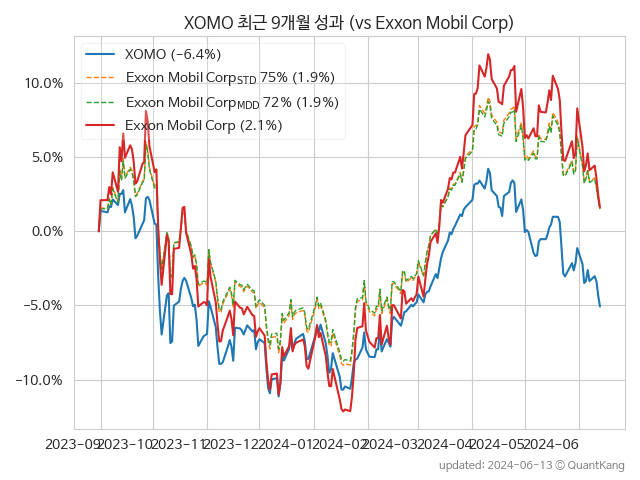 XOMO 최근 9개월 성과 (vs Exxon Mobil Corp)
XOMO (−6.4%)
Exxon Mobil CorpSTD 75% (1.9%)
Exxon Mobil CorpMDD 72% (1.9%)
Exxon Mobil Corp (2.1%)
10.0%
5.0%
0.0%
−5.0%
−10.0%
2023-09 2023-10 2023-11 2023-12 2024-01 2024-02 2024-03 2024-04 2024-05 2024-06
updated: 2024-06-13 © QuantKang